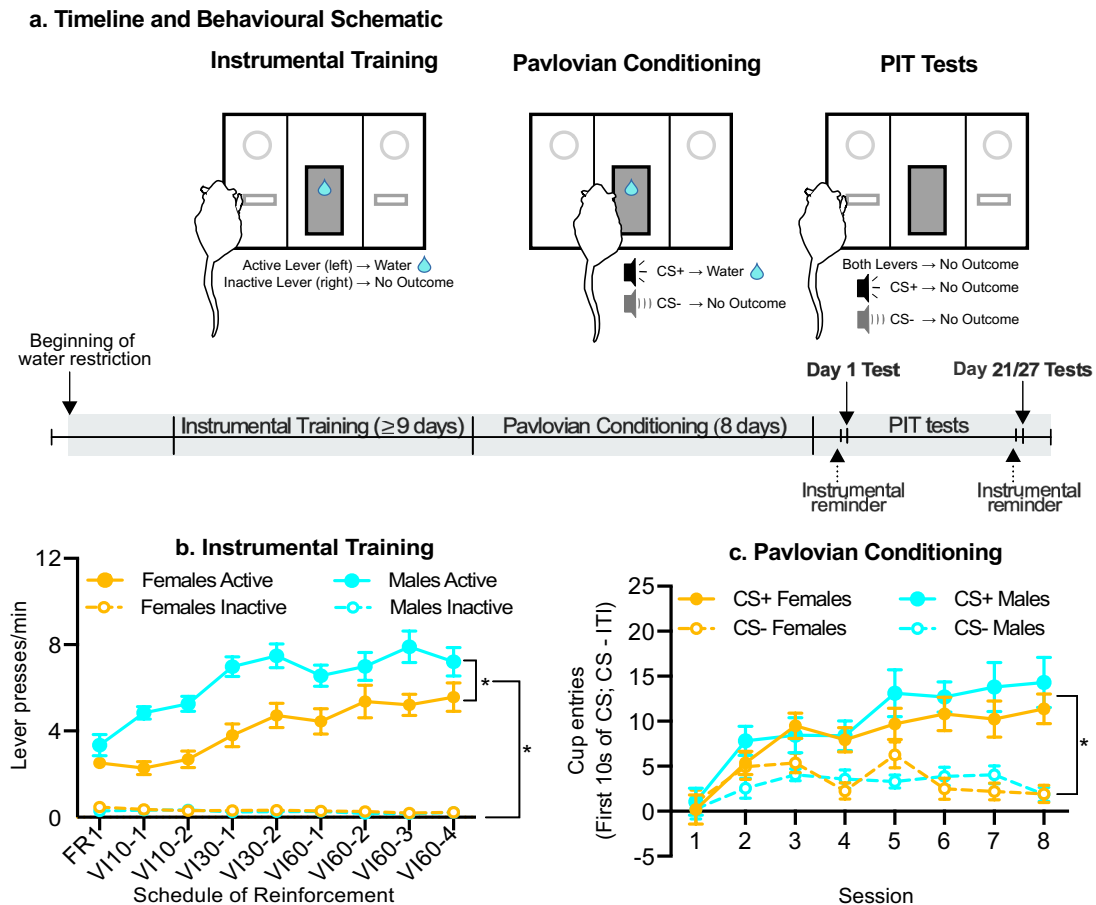 a. Timeline and Behavioural Schematic
Instrumental Training
Pavlovian Conditioning
PIT Tests
Active Lever (left) → Water
Inactive Lever (right) → No Outcome
CS+ → Water
CS- → No Outcome
Both Levers → No Outcome
CS+ → No Outcome
CS- → No Outcome
Beginning of
water restriction
Day 1 Test
Day 21/27 Tests
Instrumental Training (≥9 days)
Pavlovian Conditioning (8 days)
PIT tests
Instrumental
reminder
Instrumental
reminder
b. Instrumental Training
Females Active
Males Active
Females Inactive
Males Inactive
Lever presses/min
12
8
4
0
*
*
FR1
VI10-1
VI10-2
VI30-1
VI30-2
VI60-1
VI60-2
VI60-3
VI60-4
Schedule of Reinforcement
c. Pavlovian Conditioning
CS+ Females
CS+ Males
CS- Females
CS- Males
Cup entries
(First 10s of CS; CS - ITI)
25
20
15
10
5
0
-5
*
1
2
3
4
5
6
7
8
Session